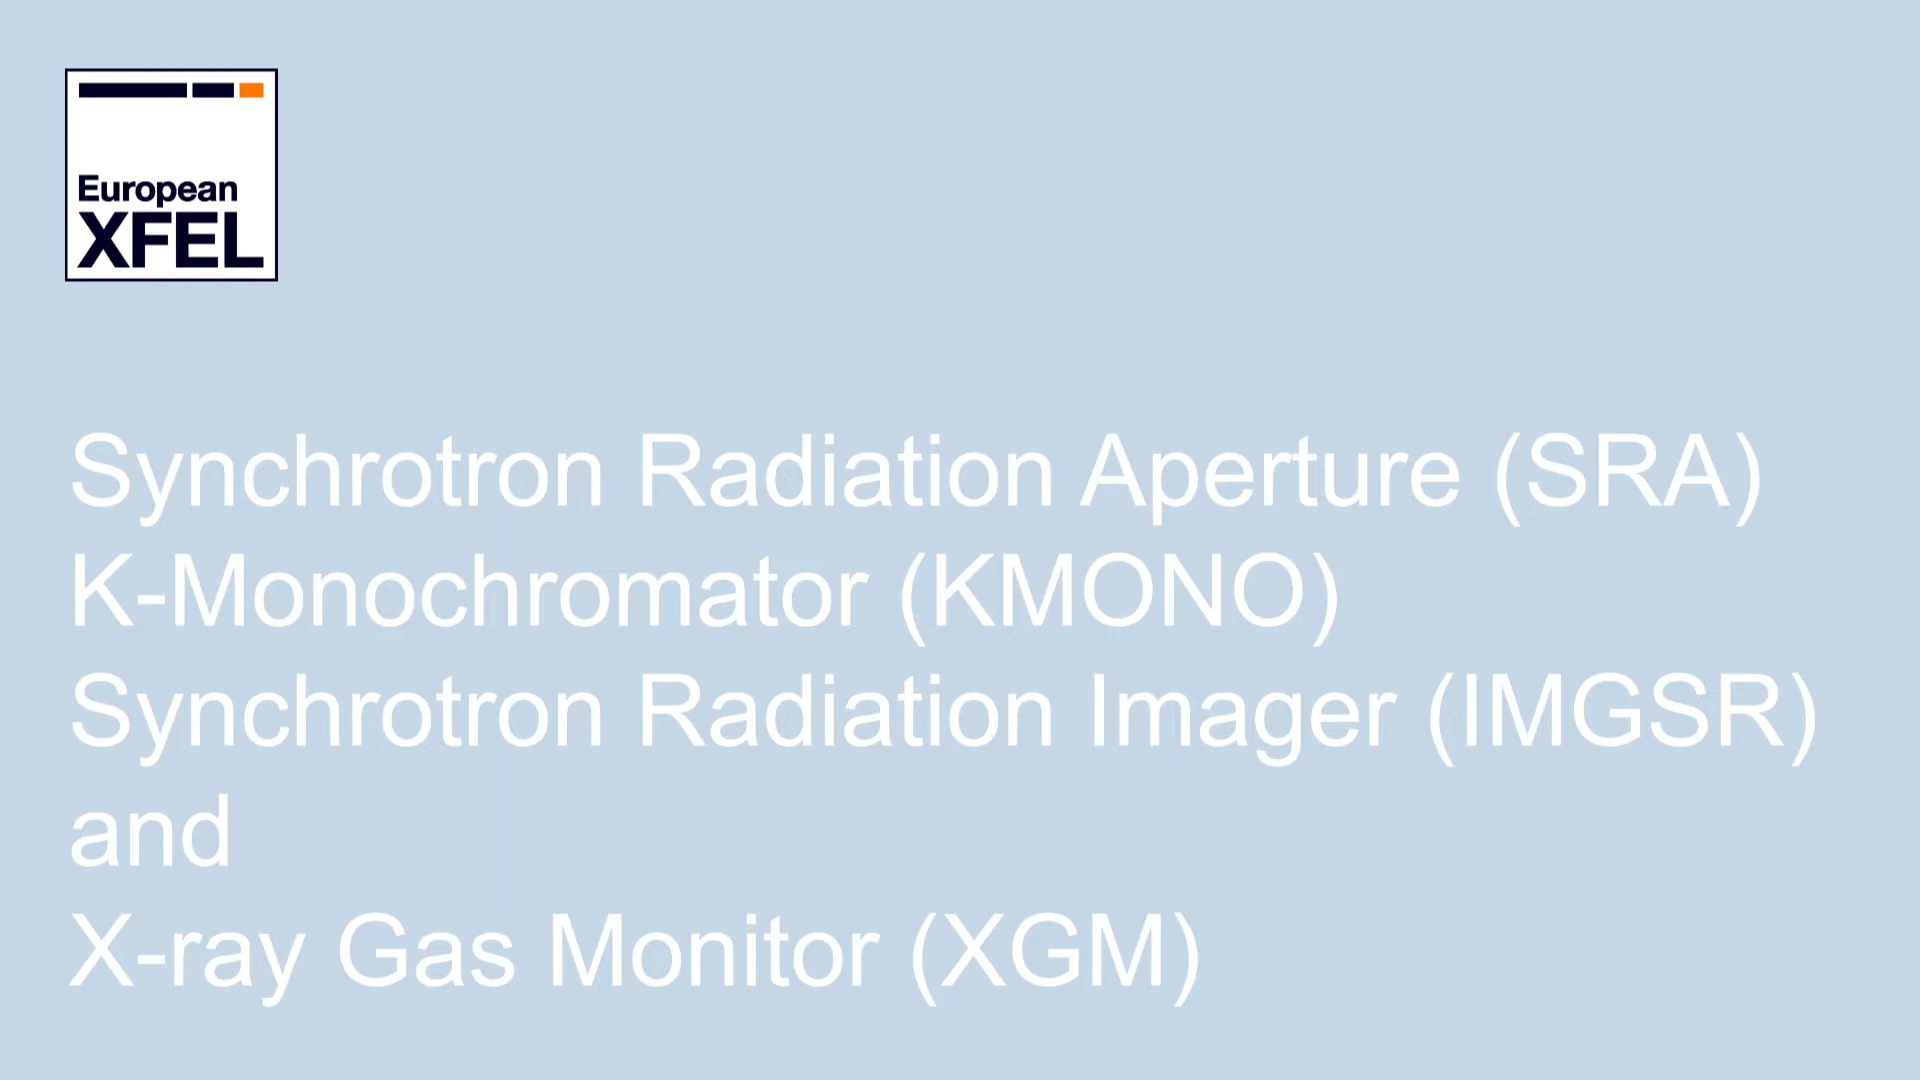 European
XFEL
Synchrotron Radiation Aperture (SRA)
K-Monochromator (KMONO)
Synchrotron Radiation Imager (IMGSR)
and
X-ray Gas Monitor (XGM)